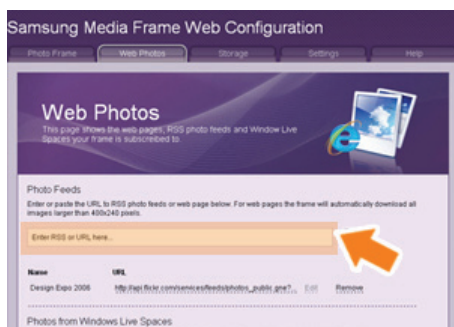 Samsung Media Frame Web Configuration
Photo Frame Web Photos Storage Settings Help
Web Photos
This page shows the web pages, RSS photo feeds and Window Live
Spaces your frame is subscreibed to.
Photo Feeds
Enter or paste the URL to RSS photo feeds or web page below. For web pages the frame will automatically download all
images larger than 400x240 pixels.
Enter RSS or URL here...
Name URL
Design Expo 2006 http://api.flickr.com/services/feeds/photos_public.gne?... Edit Remove
Photos from Windows Live Spaces